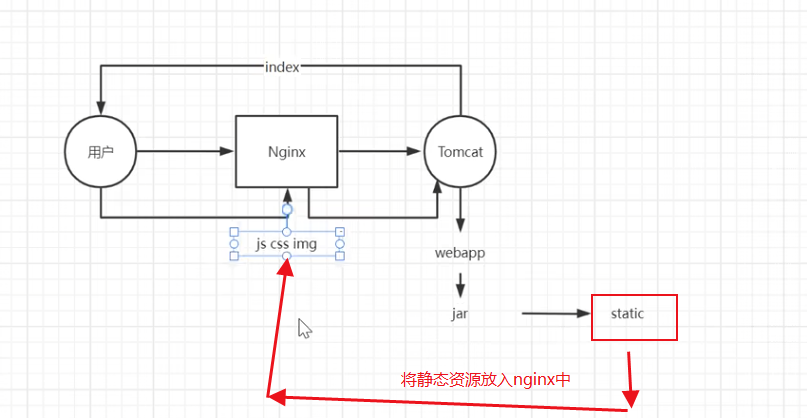 index
用户
Nginx
Tomcat
js css img
webapp
jar
static
将静态资源放入nginx中